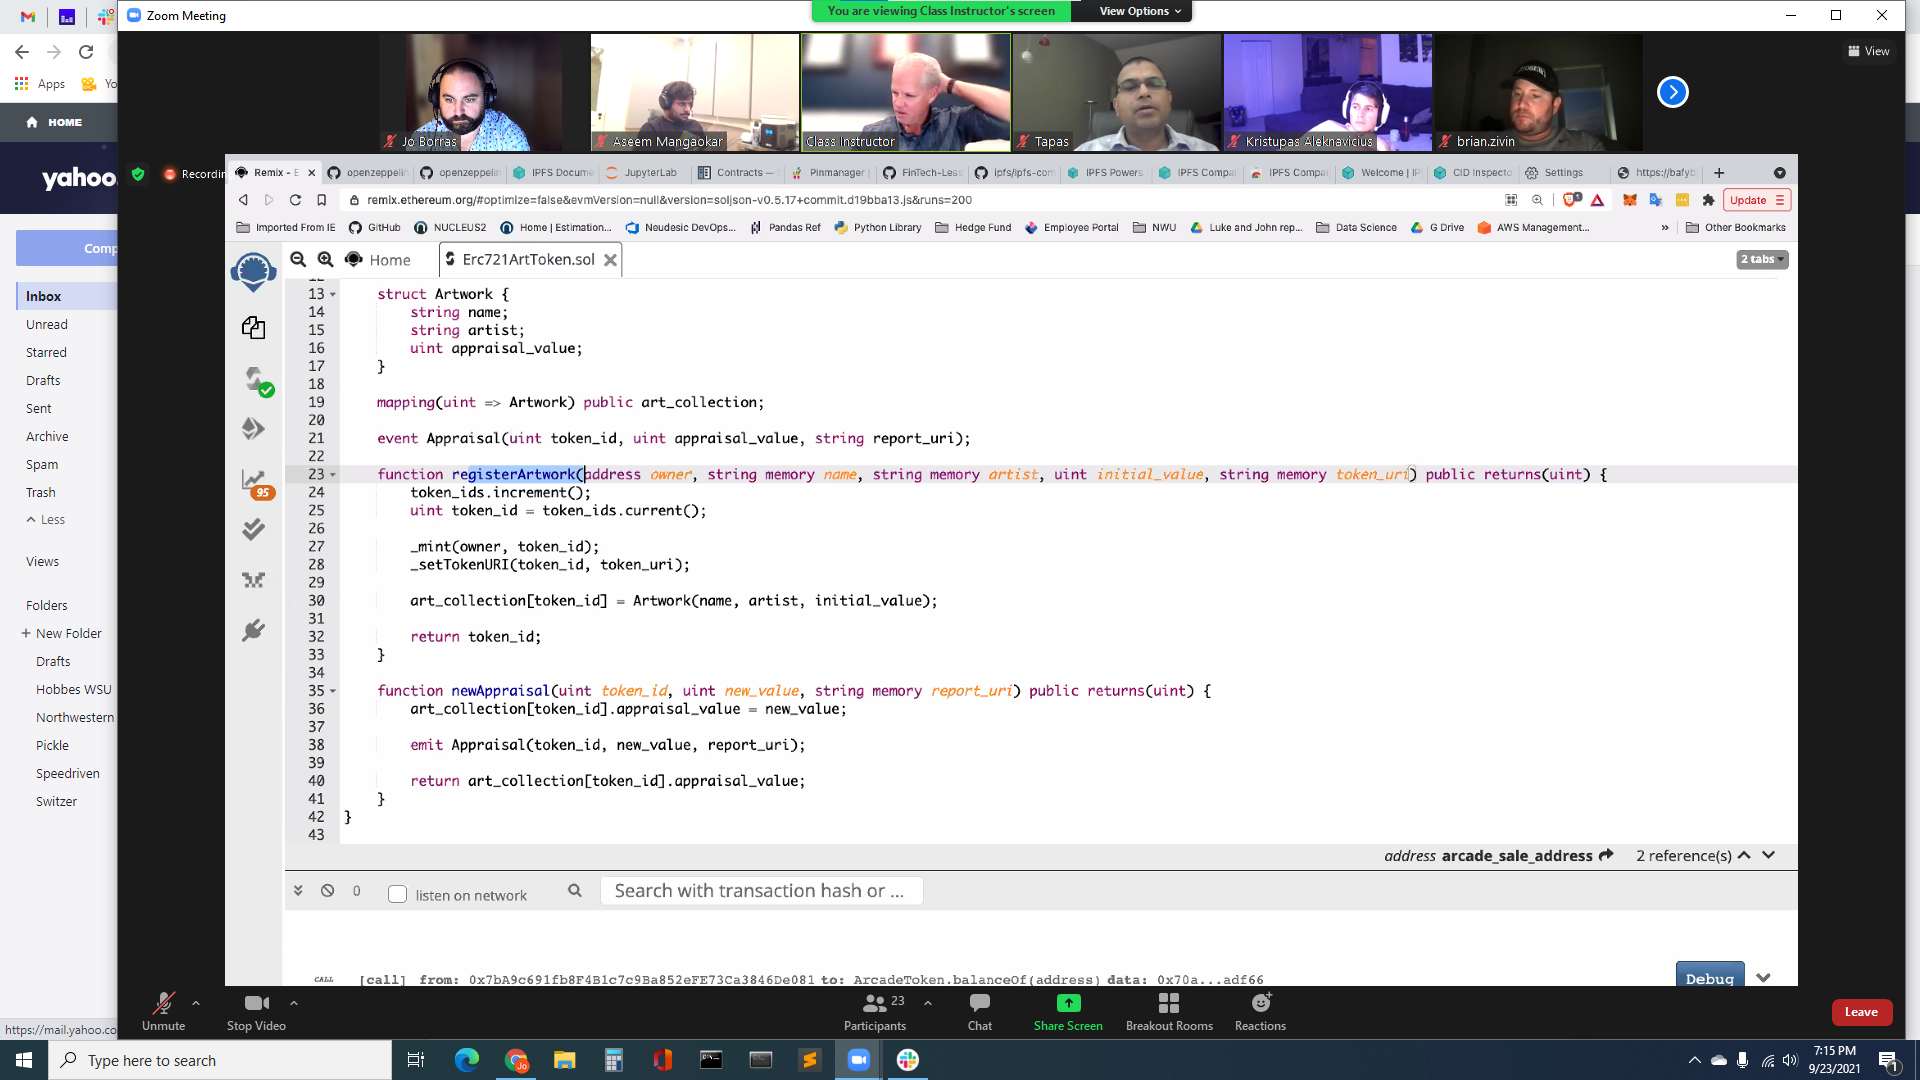 Zoom Meeting
You are viewing Class Instructor's screen
View Options
Apps
Yo
HOME
yahoo
Comp
Inbox
Unread
Starred
Drafts
Sent
Archive
Spam
Trash
Less
Views
Folders
+ New Folder
Drafts
Hobbes WSU
Northwestern
Pickle
Speedriven
Switzer
https://mail.yahoo.co
View
Recordin
Jo Borras
Aseem Mangaokar
Class Instructor
Tapas
Kristupas Aleknavicius
brian.zivin
Remix - E
openzeppelin
openzeppelin
IPFS Docume
JupyterLab
Contracts —
Pinmanager
FinTech-Less
ipfs/ipfs-com
IPFS Powers
IPFS Compai
IPFS Compa
Welcome | IP
CID Inspecto
Settings
https://bafyb
remix.ethereum.org/#optimize=false&evmVersion=null&version=soljson-v0.5.17+commit.d19bba13.js&runs=200
Update
Imported From IE
GitHub
NUCLEUS2
Home | Estimation...
Neudesic DevOps...
Pandas Ref
Python Library
Hedge Fund
Employee Portal
NWU
Luke and John rep...
Data Science
G Drive
AWS Management...
»
Other Bookmarks
Home
Erc721ArtToken.sol
2 tabs
95
13 struct Artwork {
14 string name;
15 string artist;
16 uint appraisal_value;
17 }
18
19 mapping(uint => Artwork) public art_collection;
20
21 event Appraisal(uint token_id, uint appraisal_value, string report_uri);
22
23 function registerArtwork(address owner, string memory name, string memory artist, uint initial_value, string memory token_uri) public returns(uint) {
24 token_ids.increment();
25 uint token_id = token_ids.current();
26
27 _mint(owner, token_id);
28 _setTokenURI(token_id, token_uri);
29
30 art_collection[token_id] = Artwork(name, artist, initial_value);
31
32 return token_id;
33 }
34
35 function newAppraisal(uint token_id, uint new_value, string memory report_uri) public returns(uint) {
36 art_collection[token_id].appraisal_value = new_value;
37
38 emit Appraisal(token_id, new_value, report_uri);
39
40 return art_collection[token_id].appraisal_value;
41 }
42 }
43
address arcade_sale_address 2 reference(s)
0
listen on network
Search with transaction hash or ...
CALL [call] from: 0x7bA9c691fb8F4B1c7c9Ba852eFE73Ca3846De081 to: ArcadeToken.balanceOf(address) data: 0x70a...adf66
Debug
Unmute
Stop Video
23
Participants
Chat
Share Screen
Breakout Rooms
Reactions
Leave
Type here to search
7:15 PM
9/23/2021
1